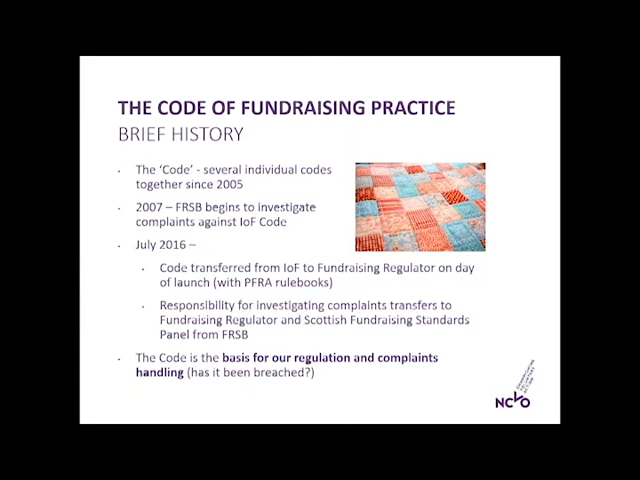 THE CODE OF FUNDRAISING PRACTICE
BRIEF HISTORY
The ‘Code’ - several individual codes
together since 2005
2007 – FRSB begins to investigate
complaints against IoF Code
July 2016 –
Code transferred from IoF to Fundraising Regulator on day
of launch (with PFRA rulebooks)
Responsibility for investigating complaints transfers to
Fundraising Regulator and Scottish Fundraising Standards
Panel from FRSB
The Code is the basis for our regulation and complaints
handling (has it been breached?)
NCVO